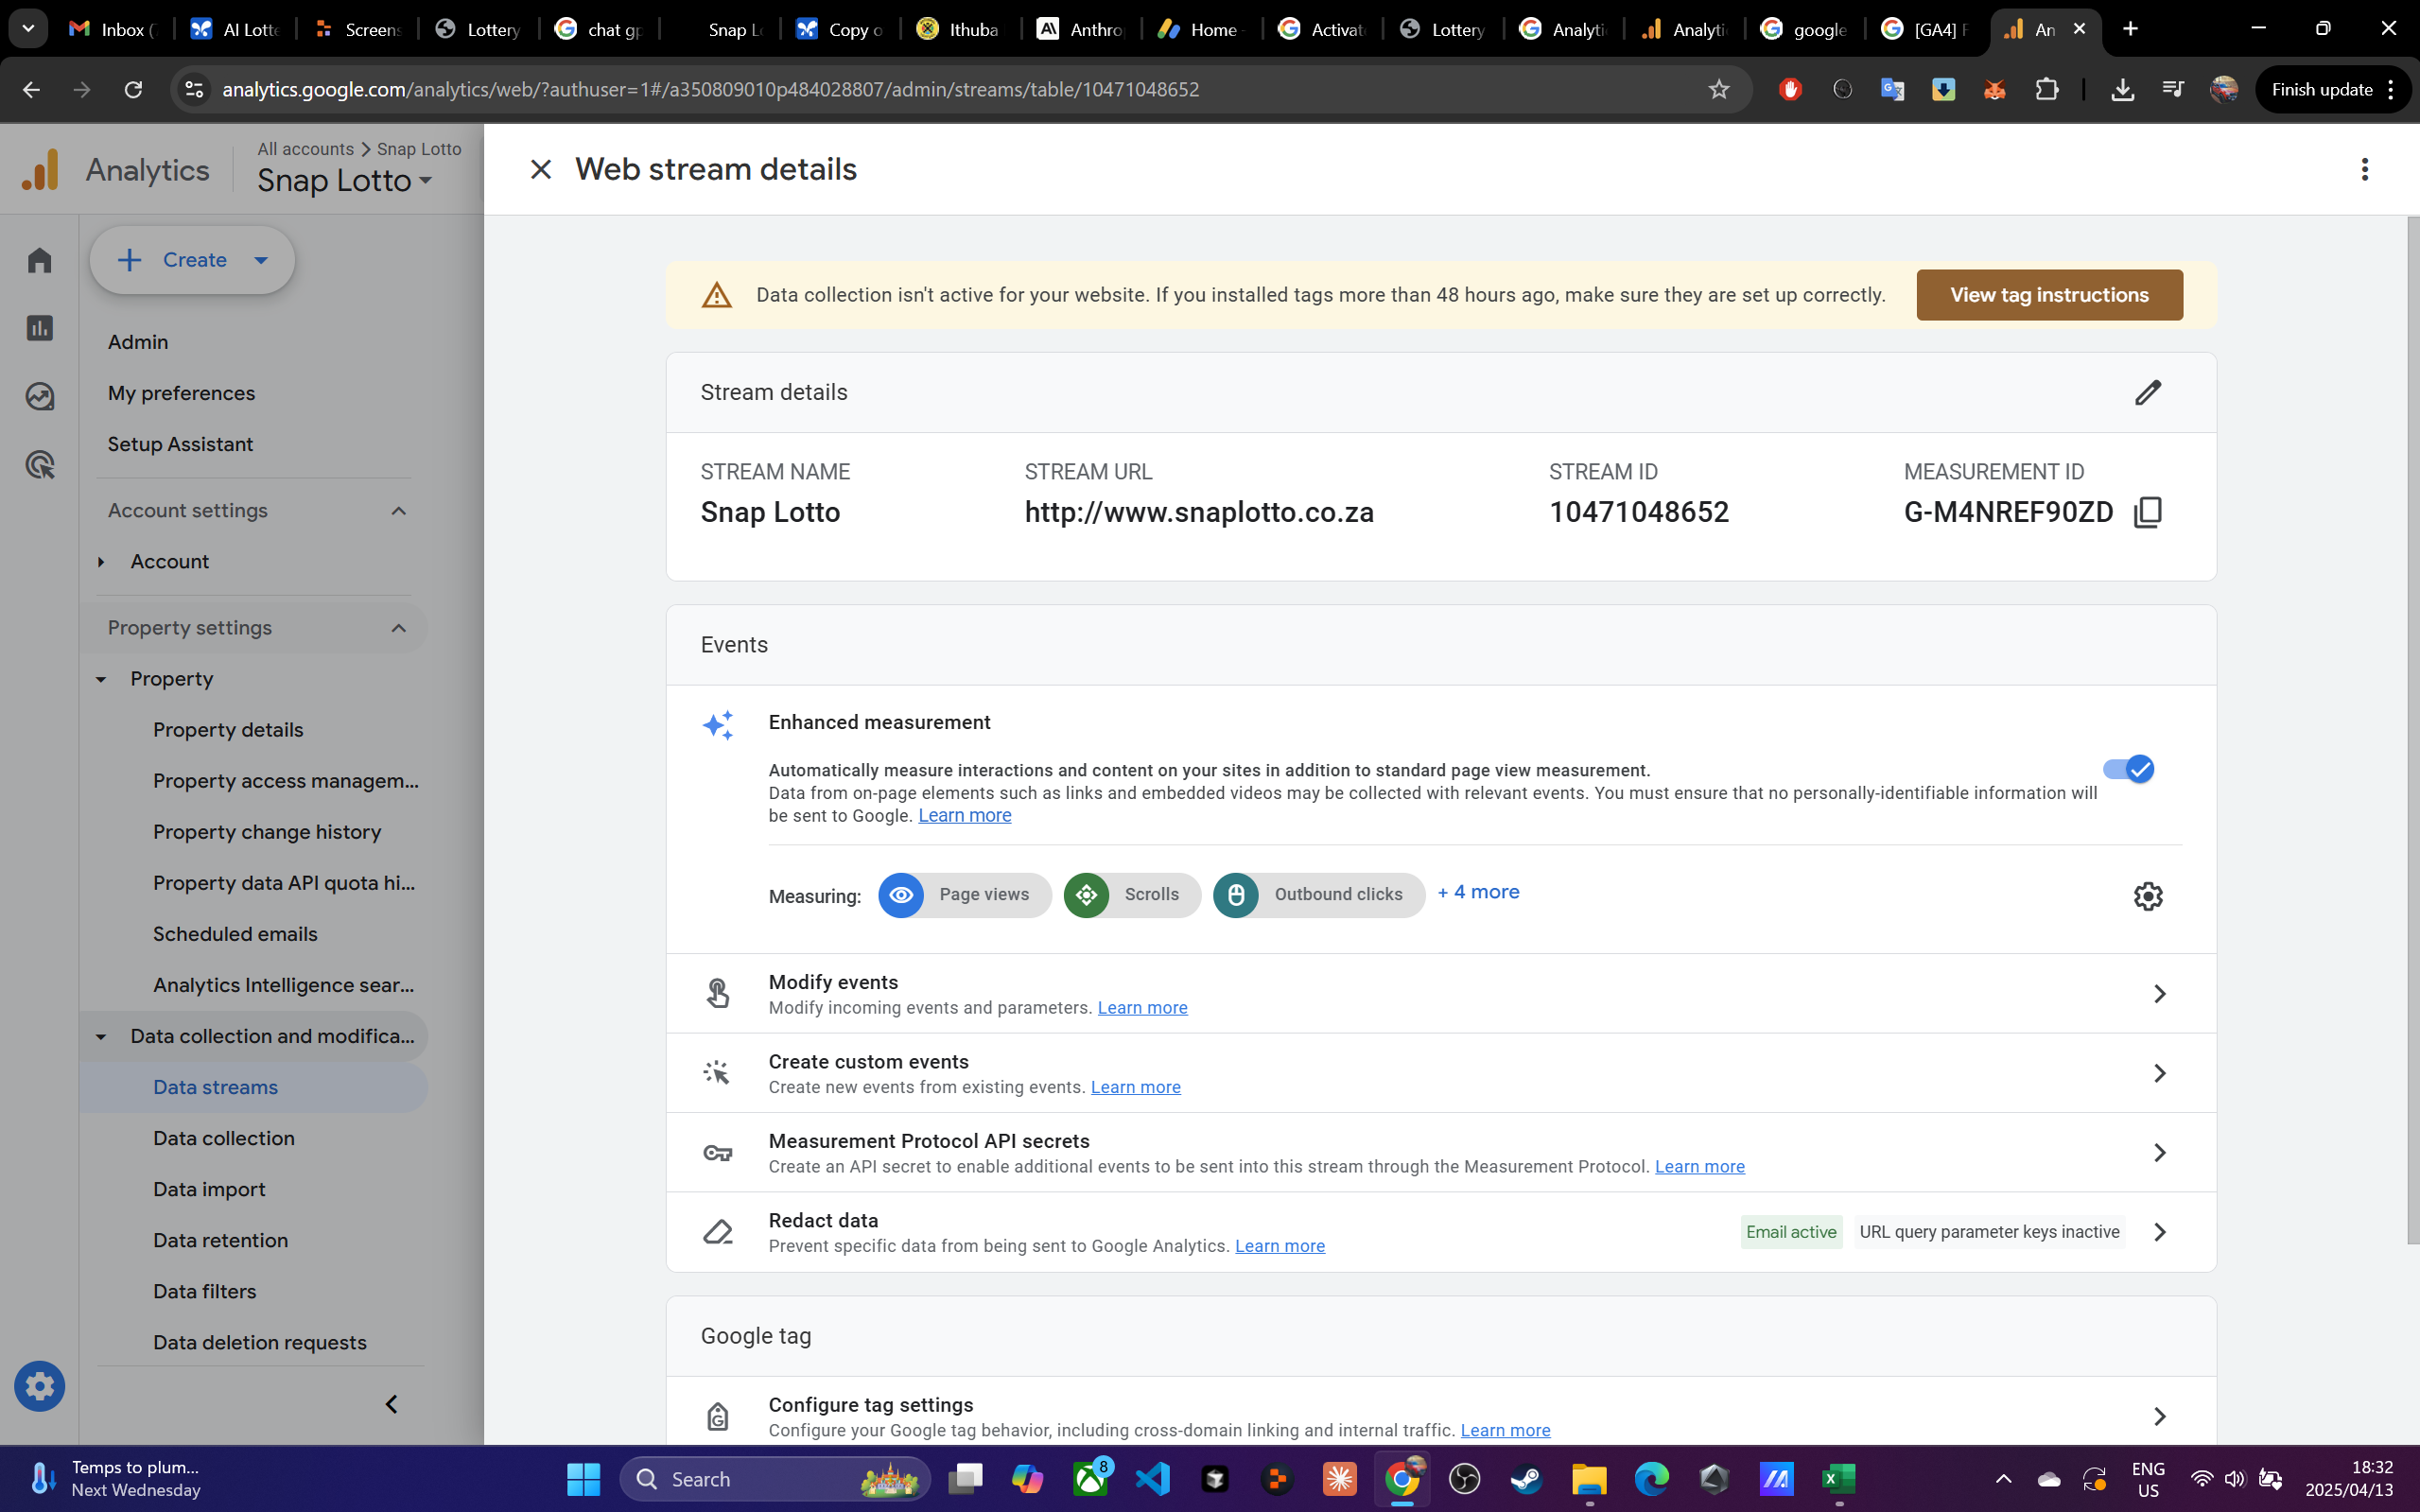 Inbox (
AI Lotte
Screens
Lottery
chat gp
Snap L
Copy o
Ithuba
Anthro
Home -
Activat
Lottery
Analyti
Analyti
google
[GA4] F
An
analytics.google.com/analytics/web/?authuser=1#/a350809010p484028807/admin/streams/table/10471048652
Finish update
Analytics
All accounts > Snap Lotto
Snap Lotto
Create
Admin
My preferences
Setup Assistant
Account settings
Account
Property settings
Property
Property details
Property access managem...
Property change history
Property data API quota hi...
Scheduled emails
Analytics Intelligence sear...
Data collection and modifica...
Data streams
Data collection
Data import
Data retention
Data filters
Data deletion requests
Web stream details
Data collection isn't active for your website. If you installed tags more than 48 hours ago, make sure they are set up correctly.
View tag instructions
Stream details
STREAM NAME
Snap Lotto
STREAM URL
http://www.snaplotto.co.za
STREAM ID
10471048652
MEASUREMENT ID
G-M4NREF90ZD
Events
Enhanced measurement
Automatically measure interactions and content on your sites in addition to standard page view measurement.
Data from on-page elements such as links and embedded videos may be collected with relevant events. You must ensure that no personally-identifiable information will
be sent to Google. Learn more
Measuring:
Page views
Scrolls
Outbound clicks
+ 4 more
Modify events
Modify incoming events and parameters. Learn more
Create custom events
Create new events from existing events. Learn more
Measurement Protocol API secrets
Create an API secret to enable additional events to be sent into this stream through the Measurement Protocol. Learn more
Redact data
Prevent specific data from being sent to Google Analytics. Learn more
Email active
URL query parameter keys inactive
Google tag
Configure tag settings
Configure your Google tag behavior, including cross-domain linking and internal traffic. Learn more
Temps to plum...
Next Wednesday
Search
8
ENG
US
18:32
2025/04/13